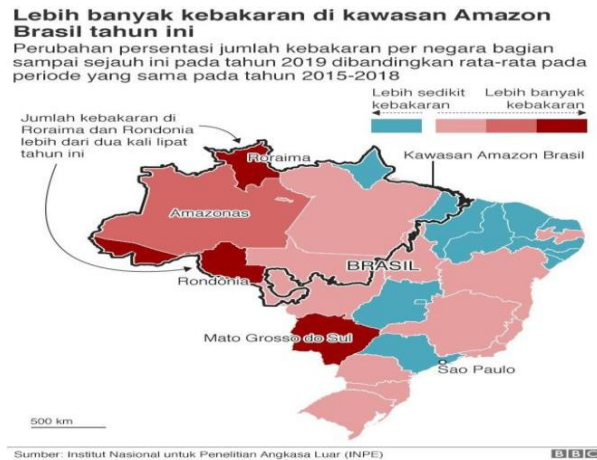 Lebih banyak kebakaran di kawasan Amazon
Brasil tahun ini
Perubahan persentasi jumlah kebakaran per negara bagian
sampai sejauh ini pada tahun 2019 dibandingkan rata-rata pada
periode yang sama pada tahun 2015-2018
Lebih sedikit
kebakaran
Lebih banyak
kebakaran
Jumlah kebakaran di
Roraima dan Rondonia
lebih dari dua kali lipat
tahun ini
Roraima
Kawasan Amazon Brasil
Amazonas
BRASIL
Rondonia
Mato Grosso do Sul
Sao Paulo
500 km
Sumber: Institut Nasional untuk Penelitian Angkasa Luar (INPE)
BBC